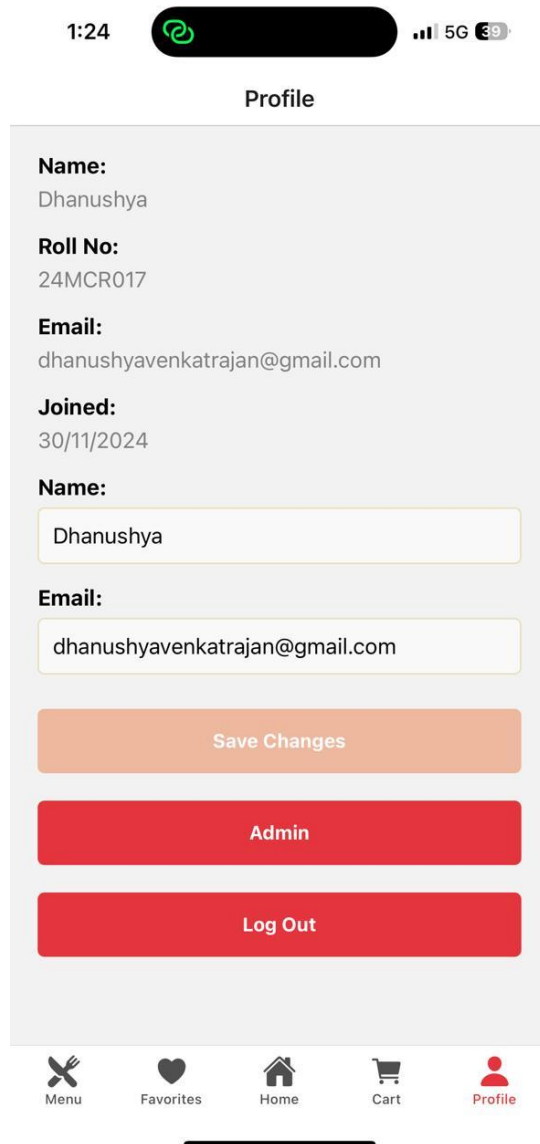 1:24
5G 39
Profile
Name:
Dhanushya
Roll No:
24MCR017
Email:
dhanushyavenkatrajan@gmail.com
Joined:
30/11/2024
Name:
Dhanushya
Email:
dhanushyavenkatrajan@gmail.com
Save Changes
Admin
Log Out
Menu
Favorites
Home
Cart
Profile